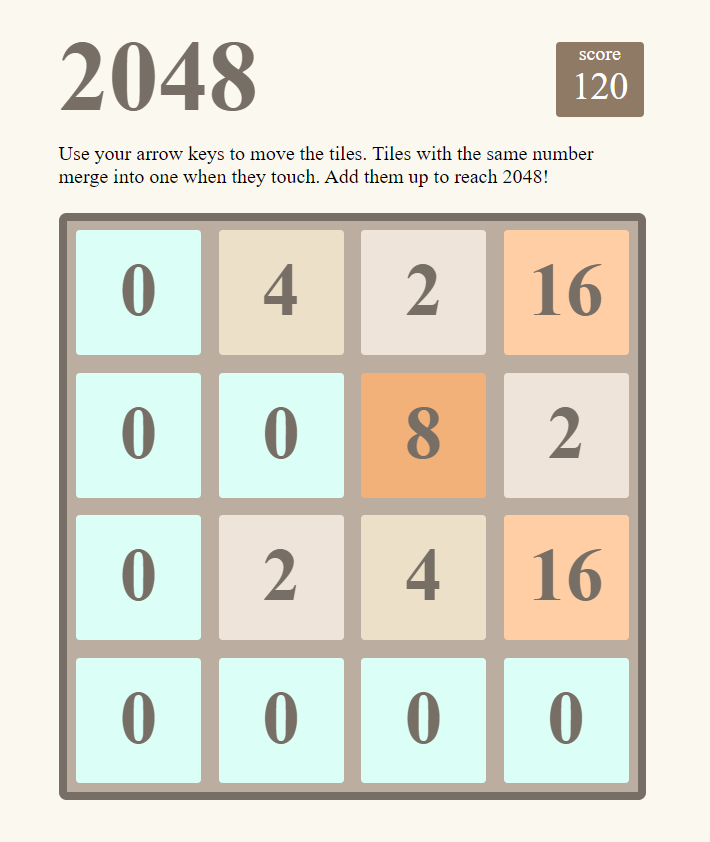 2048
score
120
Use your arrow keys to move the tiles. Tiles with the same number
merge into one when they touch. Add them up to reach 2048!
0 4 2 16
0 0 8 2
0 2 4 16
0 0 0 0